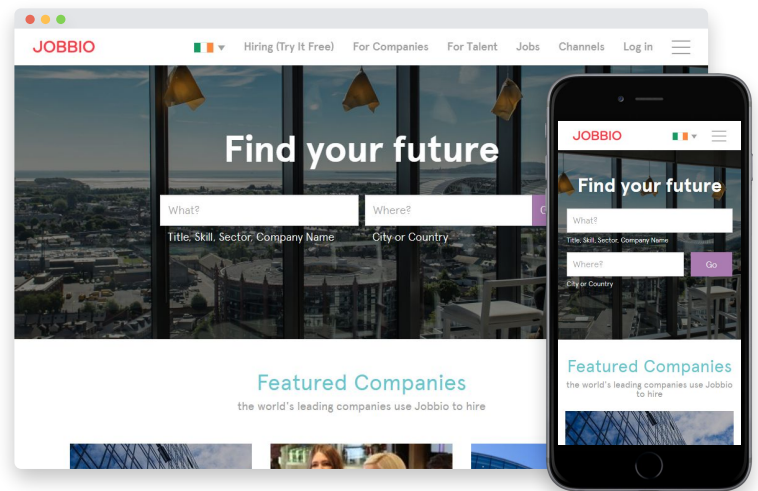 JOBBIO
Hiring (Try It Free) For Companies For Talent Jobs Channels Log in
Find your future
What? Where?
Title, Skill, Sector, Company Name City or Country
Featured Companies
the world's leading companies use Jobbio to hire
JOBBIO
Find your future
What?
Title, Skill, Sector, Company Name
Where? Go
City or Country
Featured Companies
the world's leading companies use Jobbio
to hire